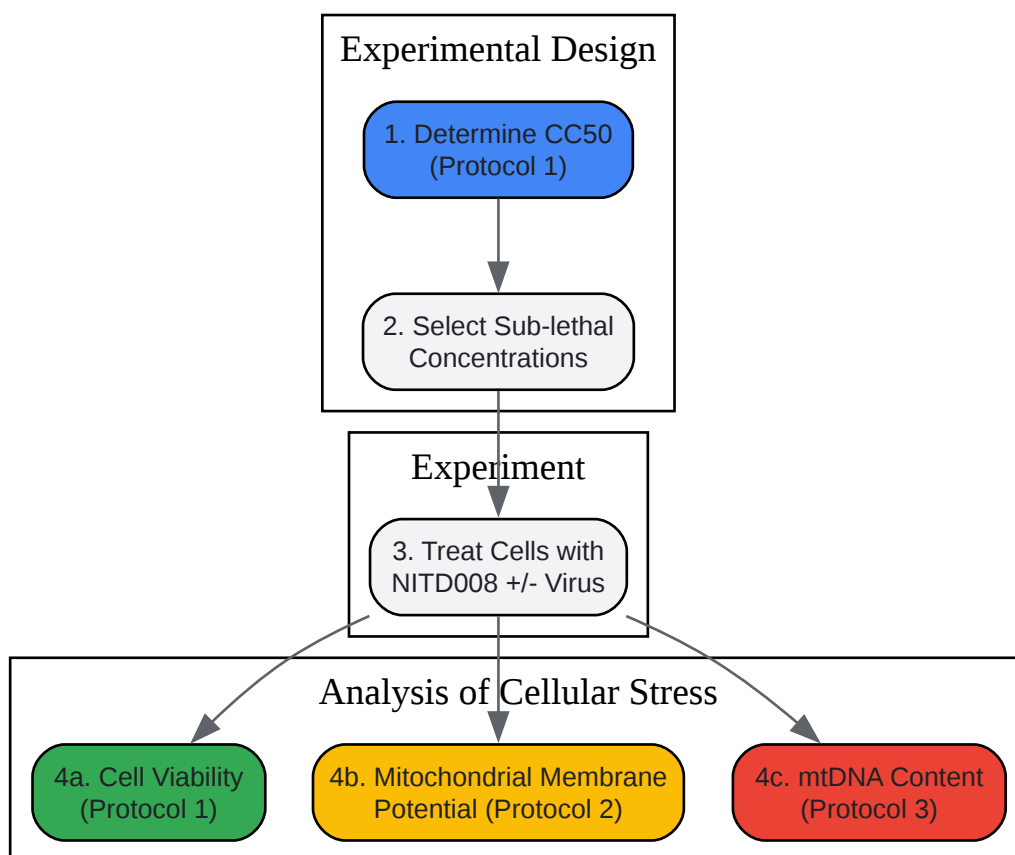 Experimental Design
1. Determine CC50
(Protocol 1)
2. Select Sub-lethal
Concentrations
Experiment
3. Treat Cells with
NITD008 +/- Virus
Analysis of Cellular Stress
4a. Cell Viability
(Protocol 1)
4b. Mitochondrial Membrane
Potential (Protocol 2)
4c. mtDNA Content
(Protocol 3)